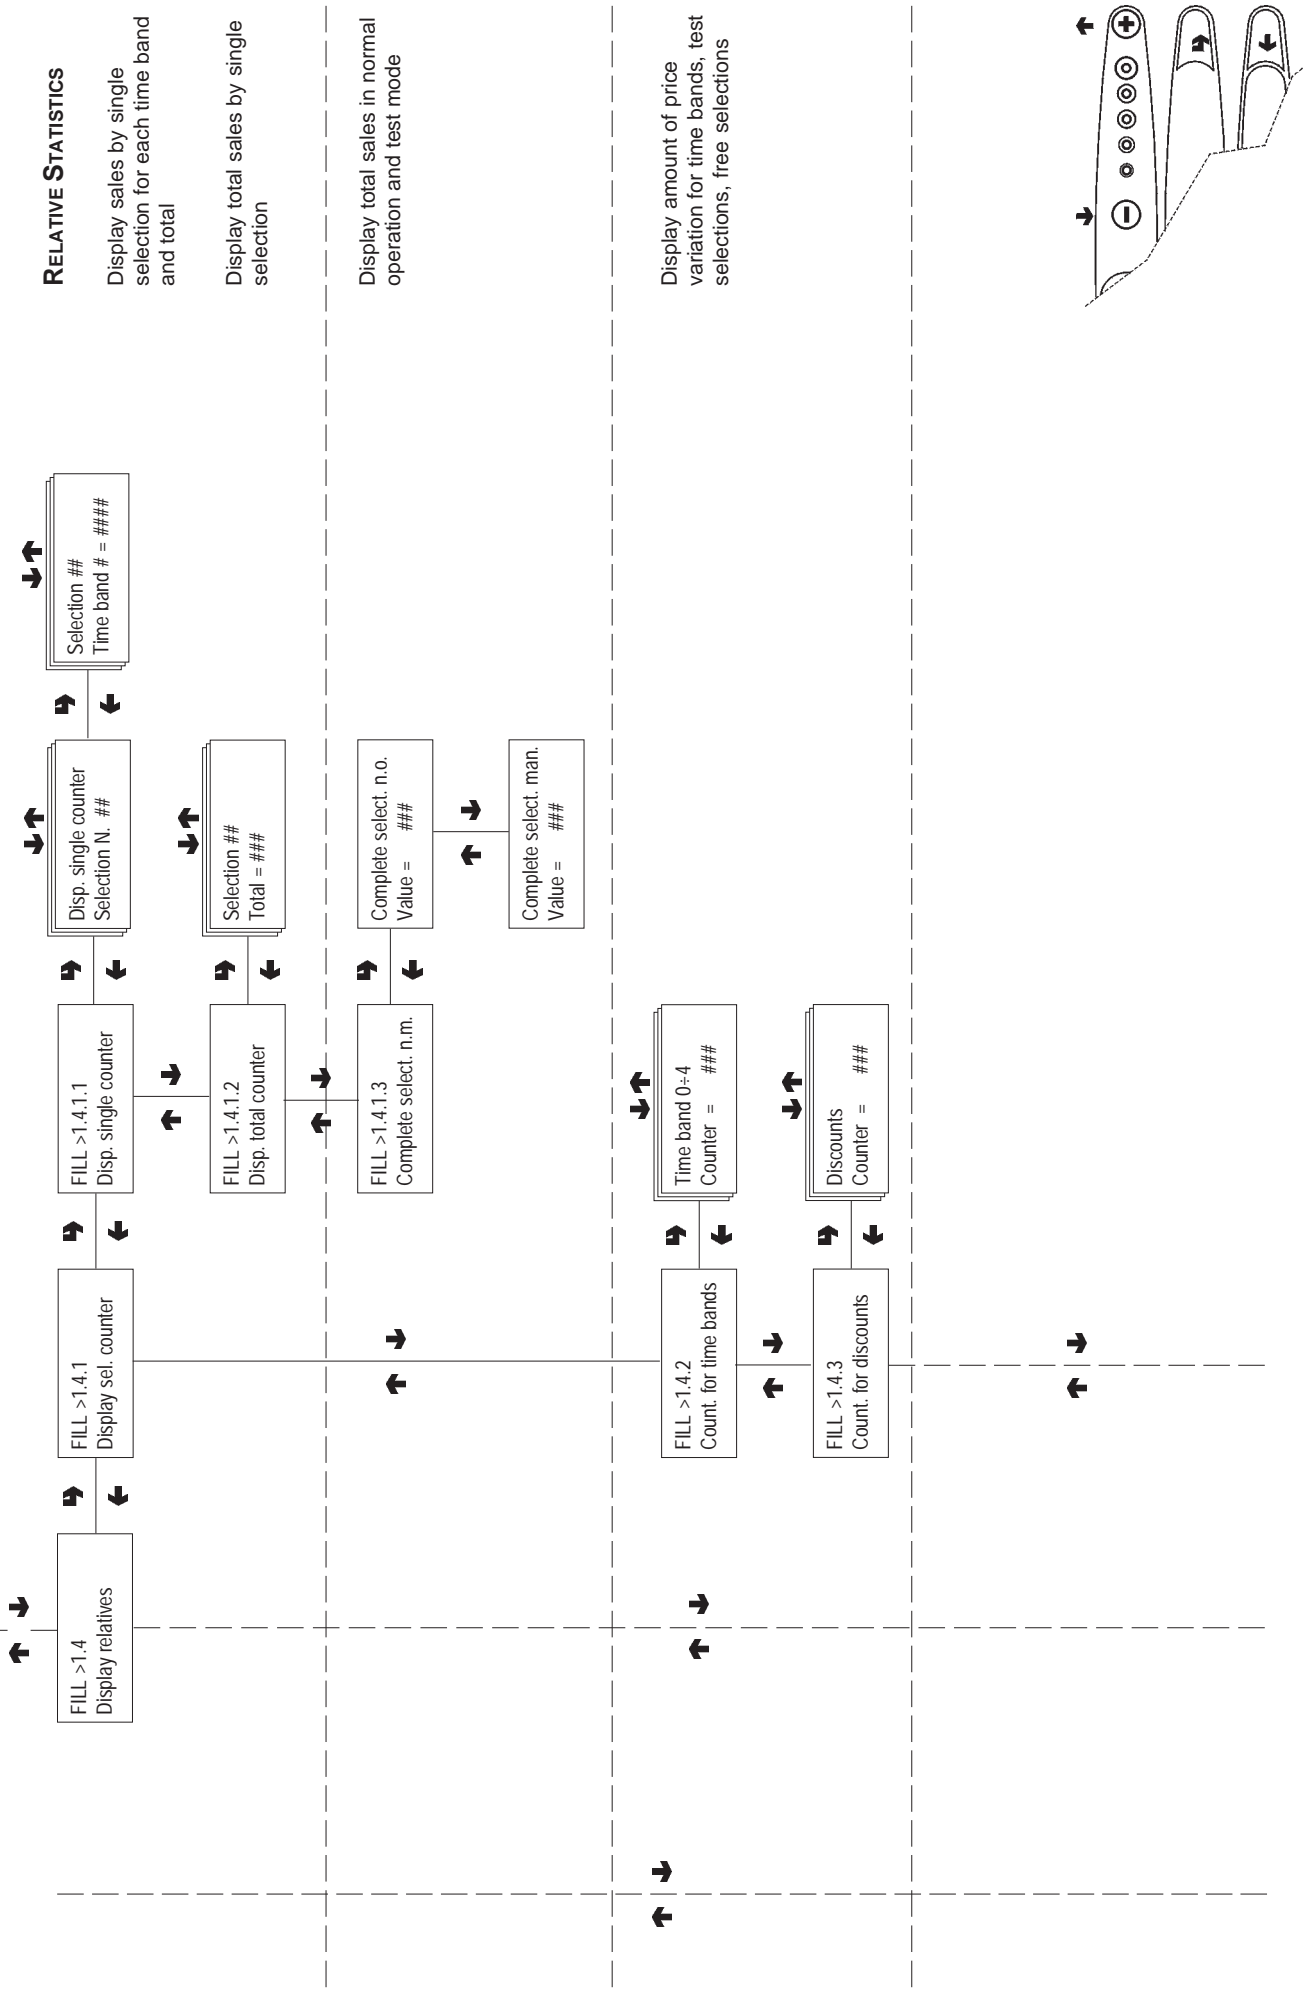 RELATIVE STATISTICS
Display sales by single
selection for each time band
and total
Display total sales by single
selection
Display total sales in normal
operation and test mode
Display amount of price
variation for time bands, test
selections, free selections
FILL >1.4
Display relatives
FILL >1.4.1
Display sel. counter
FILL >1.4.1.1
Disp. single counter
Disp. single counter
Selection N. ##
Selection ##
Time band # = ####
FILL >1.4.1.2
Disp. total counter
Selection ##
Total = ###
FILL >1.4.1.3
Complete select. n.m.
Complete select. n.o.
Value = ###
Complete select. man.
Value = ###
FILL >1.4.2
Count. for time bands
Time band 0÷4
Counter = ###
FILL >1.4.3
Count. for discounts
Discounts
Counter = ###